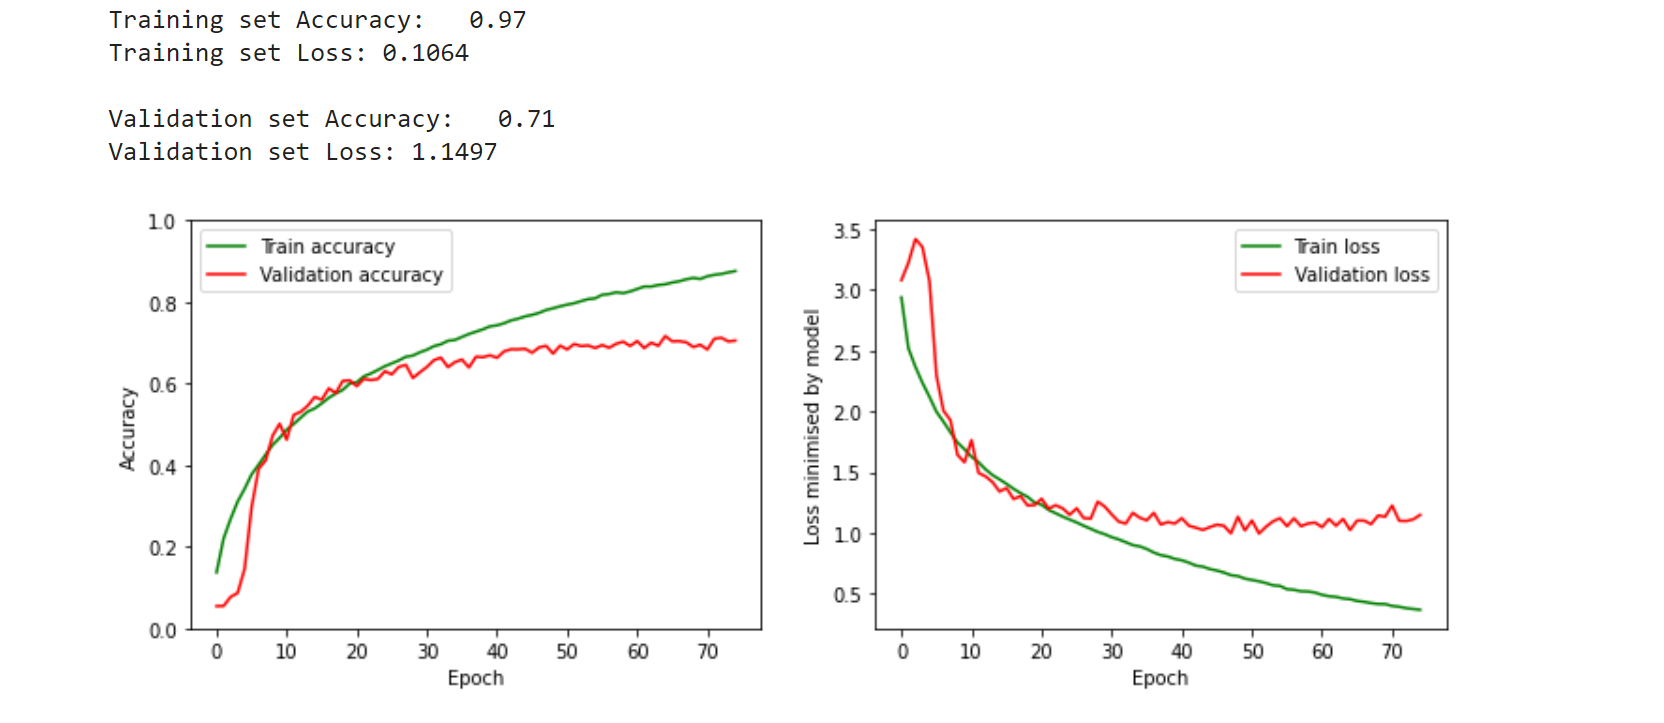 Training set Accuracy:   0.97
Training set Loss: 0.1064
Validation set Accuracy:   0.71
Validation set Loss: 1.1497
1.0
0.8
0.6
0.4
0.2
0.0
Accuracy
Train accuracy
Validation accuracy
0 10 20 30 40 50 60 70
Epoch
3.5
3.0
2.5
2.0
1.5
1.0
0.5
Loss minimised by model
Train loss
Validation loss
0 10 20 30 40 50 60 70
Epoch